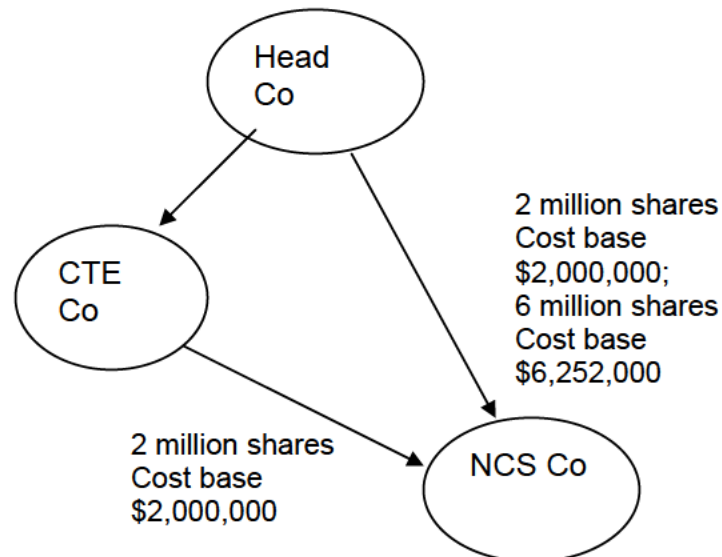 Head
Co
2 million shares
Cost base
$2,000,000;
6 million shares
Cost base
$6,252,000
CTE
Co
2 million shares
Cost base
$2,000,000
NCS Co